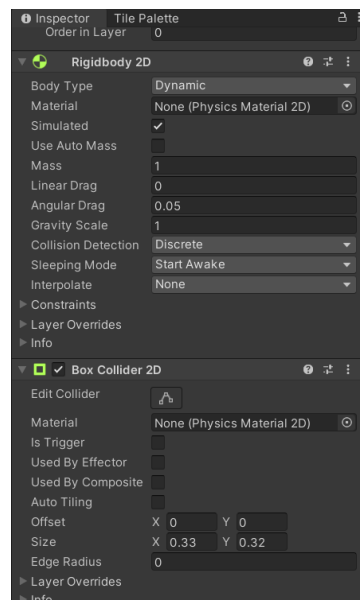 Inspector Tile Palette
Order in Layer 0
Rigidbody 2D
Body Type Dynamic
Material None (Physics Material 2D)
Simulated
Use Auto Mass
Mass 1
Linear Drag 0
Angular Drag 0.05
Gravity Scale 1
Collision Detection Discrete
Sleeping Mode Start Awake
Interpolate None
Constraints
Layer Overrides
Info
Box Collider 2D
Edit Collider
Material None (Physics Material 2D)
Is Trigger
Used By Effector
Used By Composite
Auto Tiling
Offset X 0 Y 0
Size X 0.33 Y 0.32
Edge Radius 0
Layer Overrides
Info